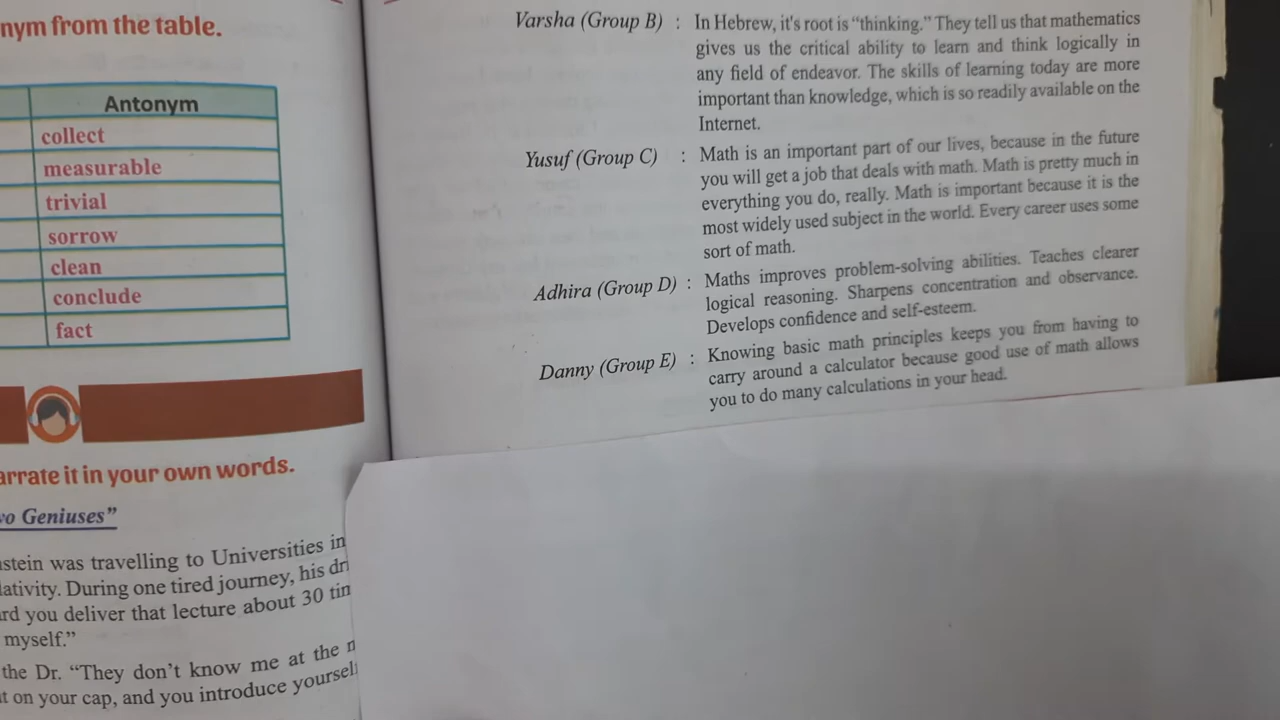 nym from the table.
Antonym
collect
measurable
trivial
sorrow
clean
conclude
fact
arrate it in your own words.
o Geniuses”
stein was travelling to Universities in
lativity. During one tired journey, his
rd you deliver that lecture about 30
myself.”
the Dr. “They don’t know me at the
on your cap, and you introduce
Varsha (Group B) : In Hebrew, it's root is “thinking.” They tell us that mathematics
gives us the critical ability to learn and think logically in
any field of endeavor. The skills of learning today are more
important than knowledge, which is so readily available on the
Internet.
Yusuf (Group C) : Math is an important part of our lives, because in the future
you will get a job that deals with math. Math is pretty much in
everything you do, really. Math is important because it is the
most widely used subject in the world. Every career uses some
sort of math.
Adhira (Group D) : Maths improves problem-solving abilities. Teaches clearer
logical reasoning. Sharpens concentration and observance.
Develops confidence and self-esteem.
Danny (Group E) : Knowing basic math principles keeps you from having to
carry around a calculator because good use of math allows
you to do many calculations in your head.